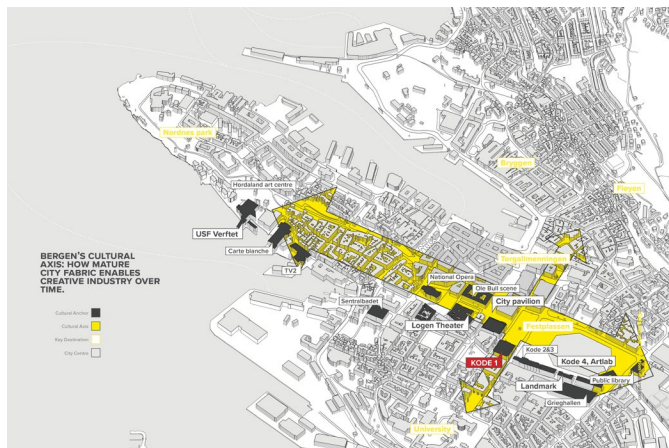 Nordnes park
Bryggen
Fløyen
Hordaland art centre
USF Verftet
Carte blanche
TV2
Torgallmenningen
BERGEN'S CULTURAL
AXIS: HOW MATURE
CITY FABRIC ENABLES
CREATIVE INDUSTRY OVER
TIME.
National Opera
Ole Bull scene
City pavilion
Sentralbadet
Cultural Anchor
Cultural Axis
Key Destination
City Centre
Logen Theater
Festplassen
Kode 2&3
KODE 1
Kode 4, Artlab
Public library
Landmark
Grieghallen
University